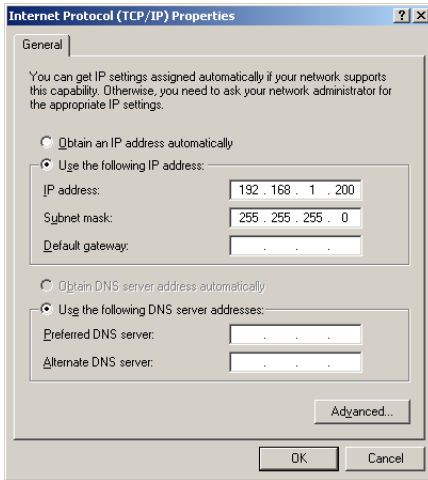 Internet Protocol (TCP/IP) Properties
? X
General
You can get IP settings assigned automatically if your network supports
this capability. Otherwise, you need to ask your network administrator for
the appropriate IP settings.
Obtain an IP address automatically
Use the following IP address:
IP address: 192 . 168 . 1 . 200
Subnet mask: 255 . 255 . 255 . 0
Default gateway: . . .
Obtain DNS server address automatically
Use the following DNS server addresses:
Preferred DNS server: . . .
Alternate DNS server: . . .
Advanced...
OK Cancel